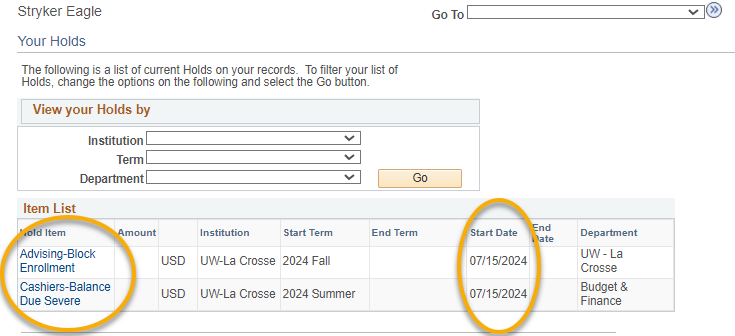 Stryker Eagle
Go To
Your Holds
The following is a list of current Holds on your records. To filter your list of
Holds, change the options on the following and select the Go button.
View your Holds by
Institution
Term
Department
Go
Item List
Hold Item Amount Institution Start Term End Term Start Date End Date Department
Advising-Block Enrollment USD UW-La Crosse 2024 Fall 07/15/2024 UW - La Crosse
Cashiers-Balance Due Severe USD UW-La Crosse 2024 Summer 07/15/2024 Budget & Finance